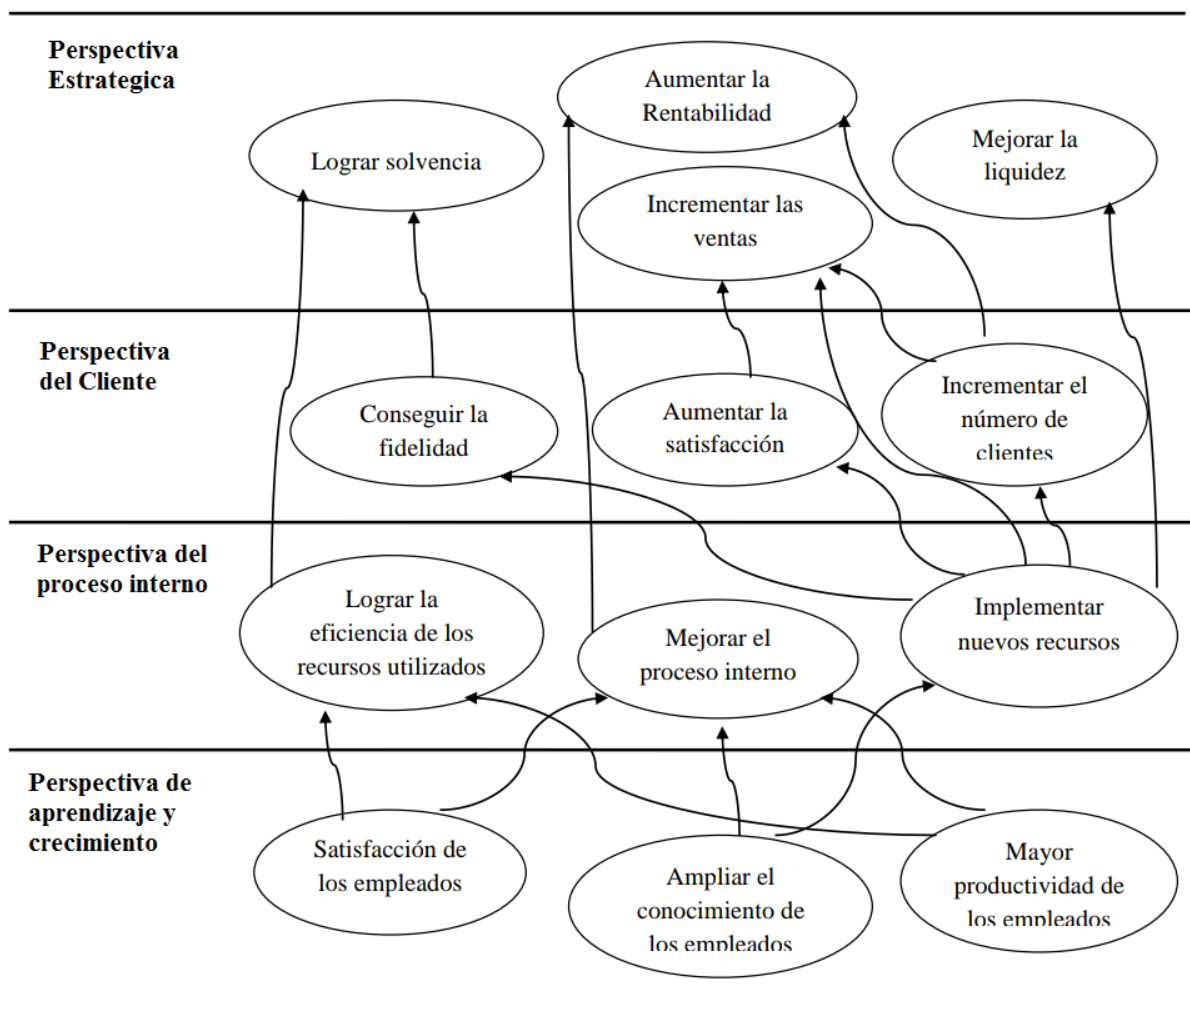 Perspectiva
Estrategica
Aumentar la
Rentabilidad
Lograr solvencia
Mejorar la
liquidez
Incrementar las
ventas
Perspectiva
del Cliente
Conseguir la
fidelidad
Aumentar la
satisfacción
Incrementar el
número de
clientes
Perspectiva del
proceso interno
Lograr la
eficiencia de los
recursos utilizados
Mejorar el
proceso interno
Implementar
nuevos recursos
Perspectiva de
aprendizaje y
crecimiento
Satisfacción de
los empleados
Ampliar el
conocimiento de
los empleados
Mayor
productividad de
los empleados